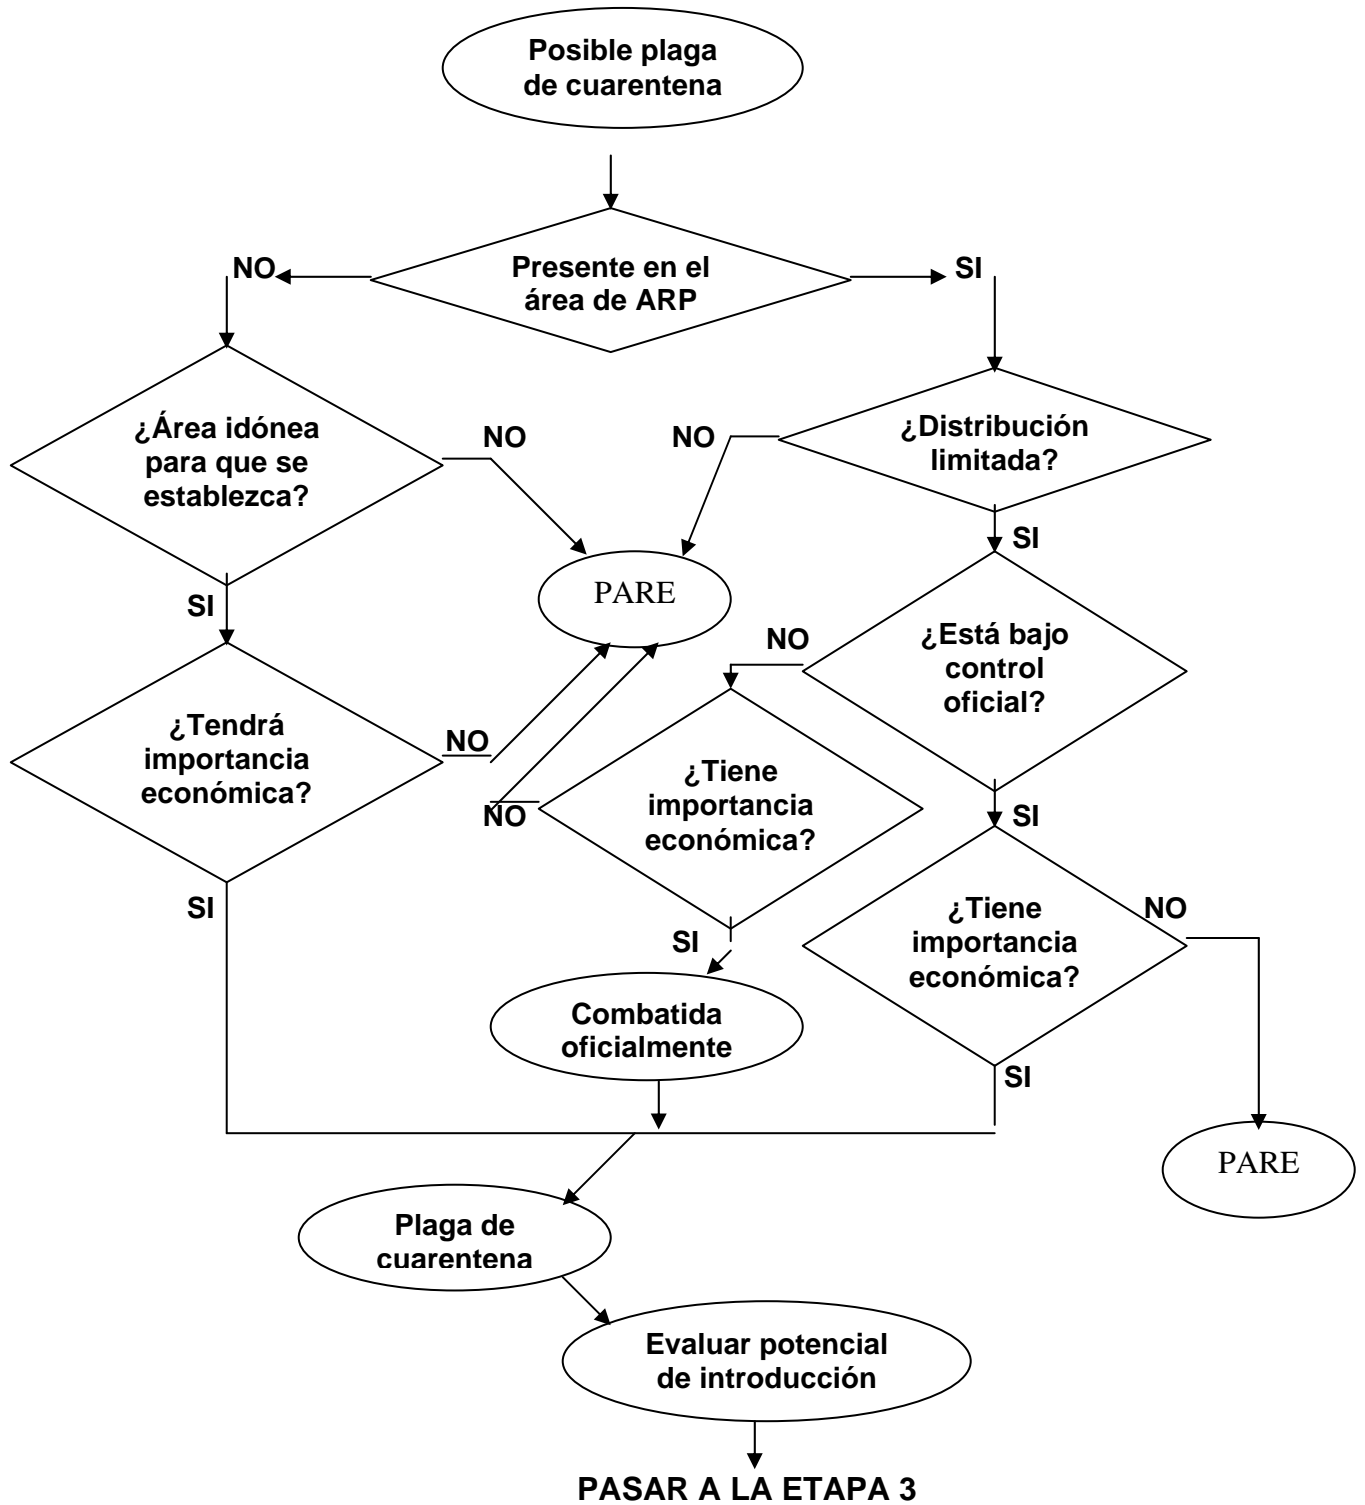 Posible plaga
de cuarentena
NO
Presente en el
área de ARP
SI
¿Área idónea
para que se
establezca?
NO
NO
¿Distribución
limitada?
SI
PARE
SI
NO
¿Está bajo
control
oficial?
¿Tendrá
importancia
económica?
NO
¿Tiene
importancia
económica?
NO
SI
SI
SI
¿Tiene
importancia
económica?
NO
Combatida
oficialmente
SI
PARE
Plaga de
cuarentena
Evaluar potencial
de introducción
PASAR A LA ETAPA 3